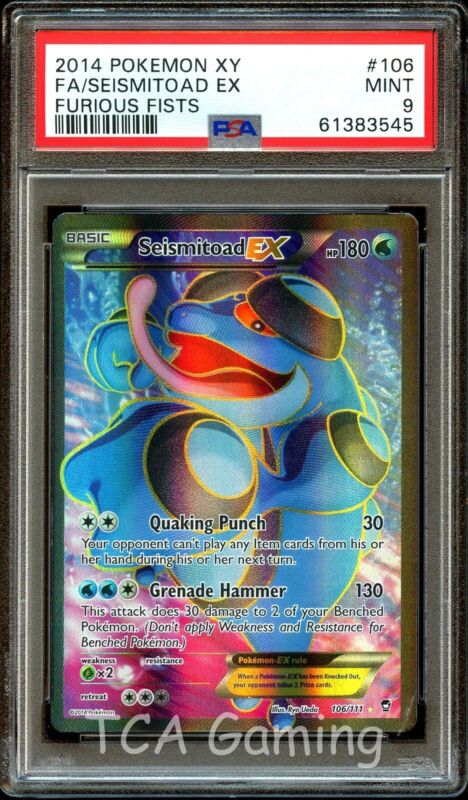 2014 POKEMON XY #106
FA/SEISMITOAD EX MINT
FURIOUS FISTS 9
PSA 61383545
BASIC Seismitoad EX HP180
Quaking Punch 30
Your opponent can't play any Item cards from his or
her hand during his or her next turn.
Grenade Hammer 130
This attack does 30 damage to 2 of your Benched
Pokémon. (Don't apply Weakness and Resistance for
Benched Pokémon.)
weakness resistance
×2
Pokémon-EX rule
When a Pokémon-EX has been Knocked Out,
your opponent takes 2 Prize cards.
retreat
©2014 Pokémon Illus. Ryo Ueda 106/111
TCA Gaming
PSA